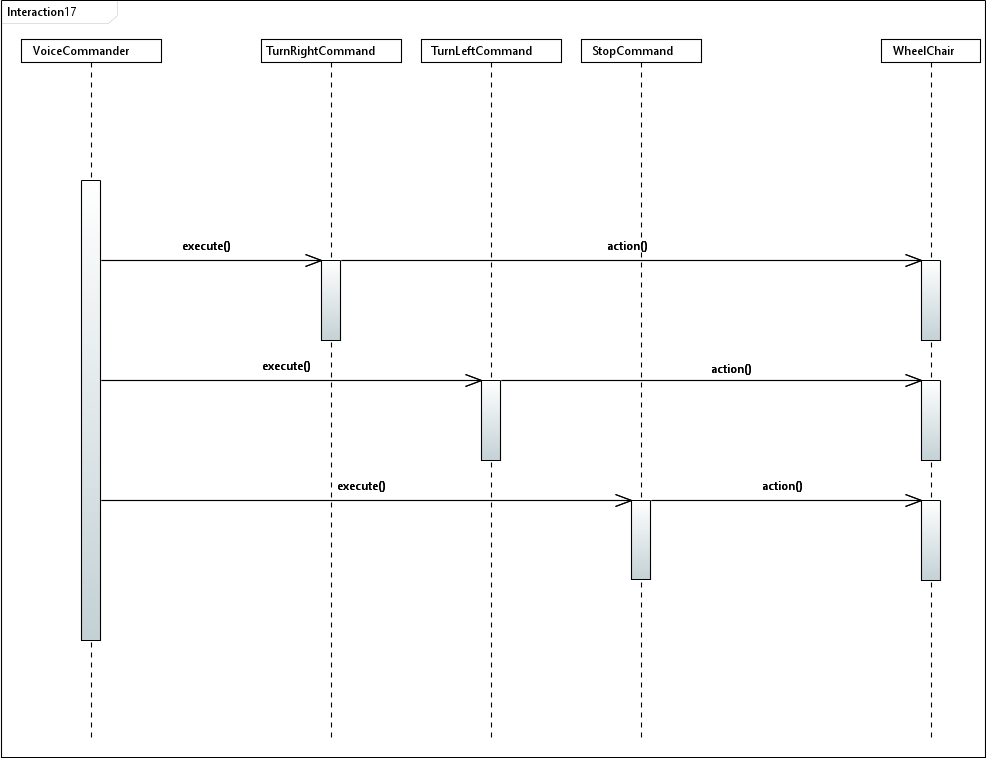 Interaction17
VoiceCommander
TurnRightCommand
TurnLeftCommand
StopCommand
WheelChair
execute()
action()
execute()
action()
execute()
action()